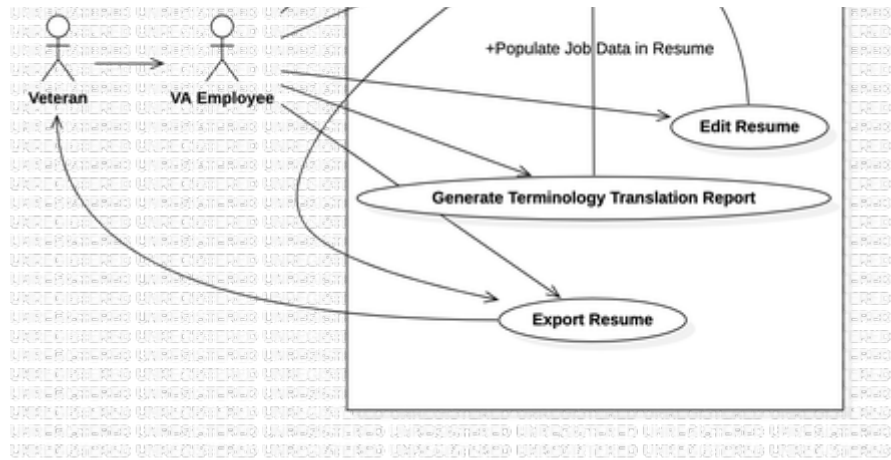 +Populate Job Data in Resume
Veteran
VA Employee
Edit Resume
Generate Terminology Translation Report
Export Resume